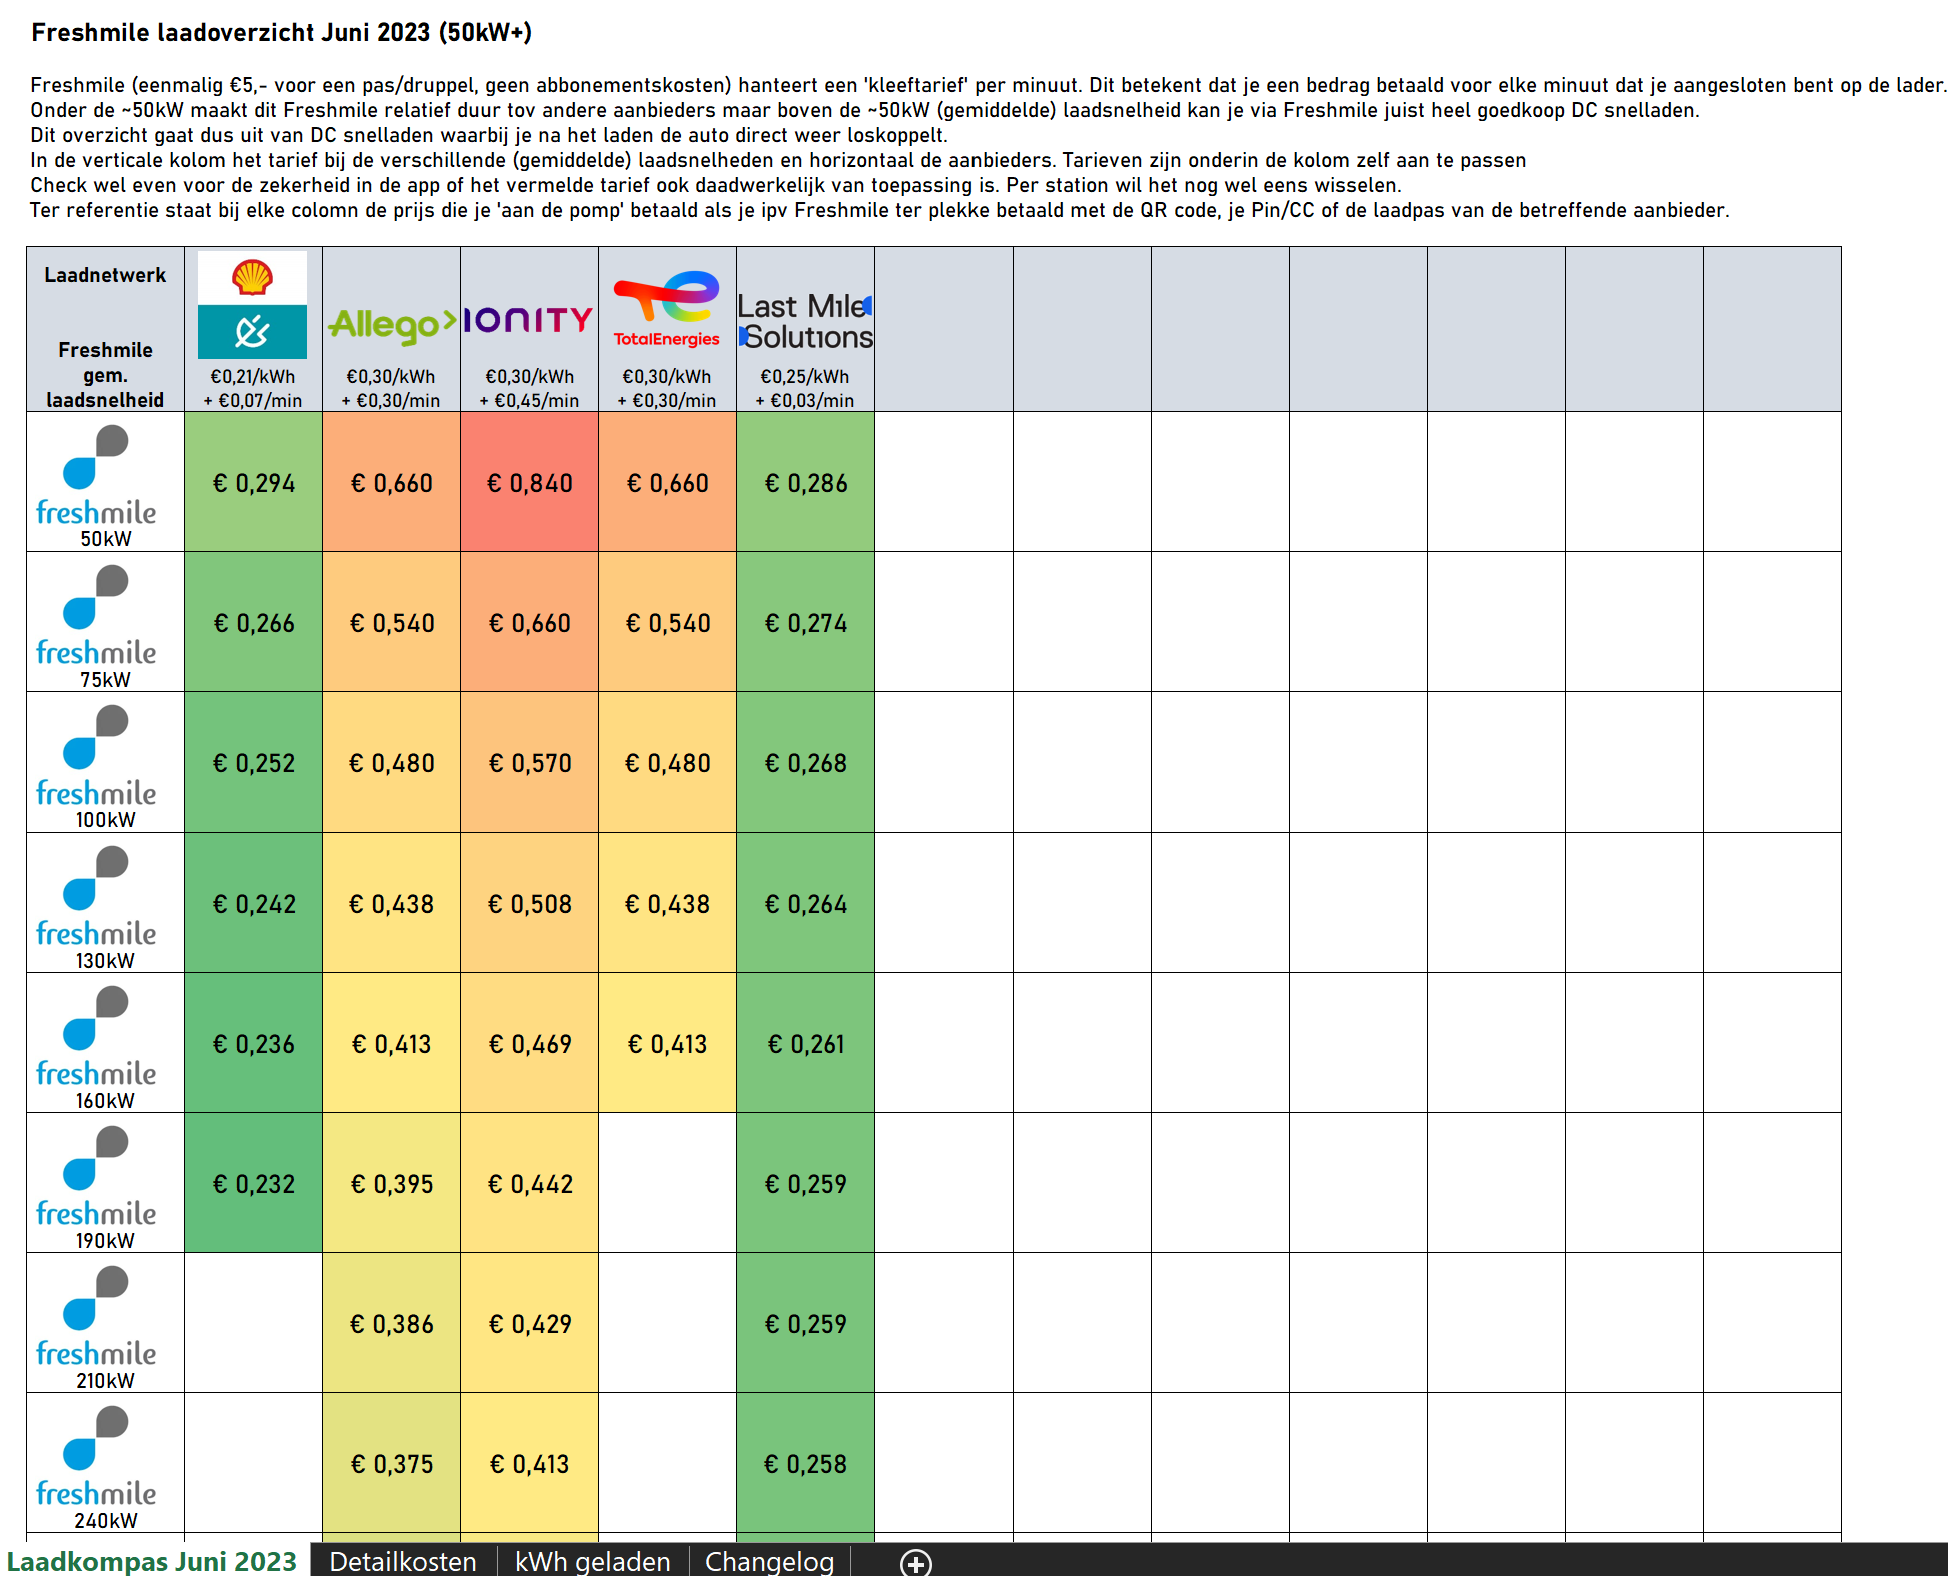 Freshmile laadoverzicht Juni 2023 (50kW+)
Freshmile (eenmalig €5,- voor een pas/druppel, geen abbonementskosten) hanteert een 'kleeftarief' per minuut. Dit betekent dat je een bedrag betaald voor elke minuut dat je aangesloten bent op de lader.
Onder de ~50kW maakt dit Freshmile relatief duur tov andere aanbieders maar boven de ~50kW (gemiddelde) laadsnelheid kan je via Freshmile juist heel goedkoop DC snelladen.
Dit overzicht gaat dus uit van DC snelladen waarbij je na het laden de auto direct weer loskoppelt.
In de verticale kolom het tarief bij de verschillende (gemiddelde) laadsnelheden en horizontaal de aanbieders. Tarieven zijn onderin de kolom zelf aan te passen
Check wel even voor de zekerheid in de app of het vermelde tarief ook daadwerkelijk van toepassing is. Per station wil het nog wel eens wisselen.
Ter referentie staat bij elke colomn de prijs die je 'aan de pomp' betaald als je ipv Freshmile ter plekke betaald met de QR code, je Pin/CC of de laadpas van de betreffende aanbieder.
Laadnetwerk
Freshmile
gem.
laadsnelheid
€0,21/kWh
+ €0,07/min
Allego
€0,30/kWh
+ €0,30/min
IONITY
€0,30/kWh
+ €0,45/min
TotalEnergies
€0,30/kWh
+ €0,30/min
Last Mile
Solutions
€0,25/kWh
+ €0,03/min
freshmile
50kW
€ 0,294
€ 0,660
€ 0,840
€ 0,660
€ 0,286
freshmile
75kW
€ 0,266
€ 0,540
€ 0,660
€ 0,540
€ 0,274
freshmile
100kW
€ 0,252
€ 0,480
€ 0,570
€ 0,480
€ 0,268
freshmile
130kW
€ 0,242
€ 0,438
€ 0,508
€ 0,438
€ 0,264
freshmile
160kW
€ 0,236
€ 0,413
€ 0,469
€ 0,413
€ 0,261
freshmile
190kW
€ 0,232
€ 0,395
€ 0,442
€ 0,259
freshmile
210kW
€ 0,386
€ 0,429
€ 0,259
freshmile
240kW
€ 0,375
€ 0,413
€ 0,258
Laadkompas Juni 2023
Detailkosten
kWh geladen
Changelog